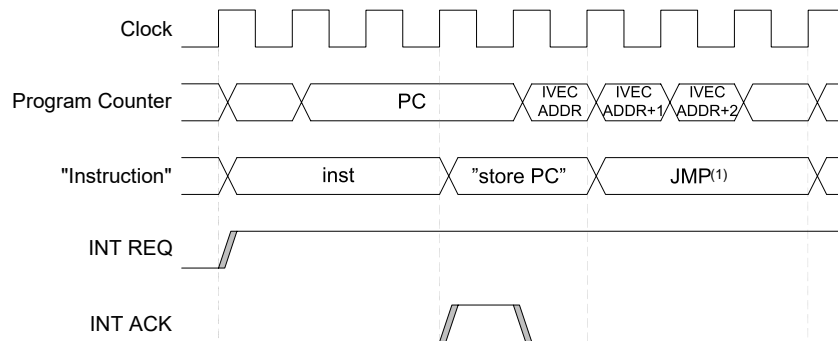 Clock
Program Counter
PC
IVEC
ADDR
IVEC
ADDR+1
IVEC
ADDR+2
"Instruction"
inst
”store PC”
JMP(1)
INT REQ
INT ACK